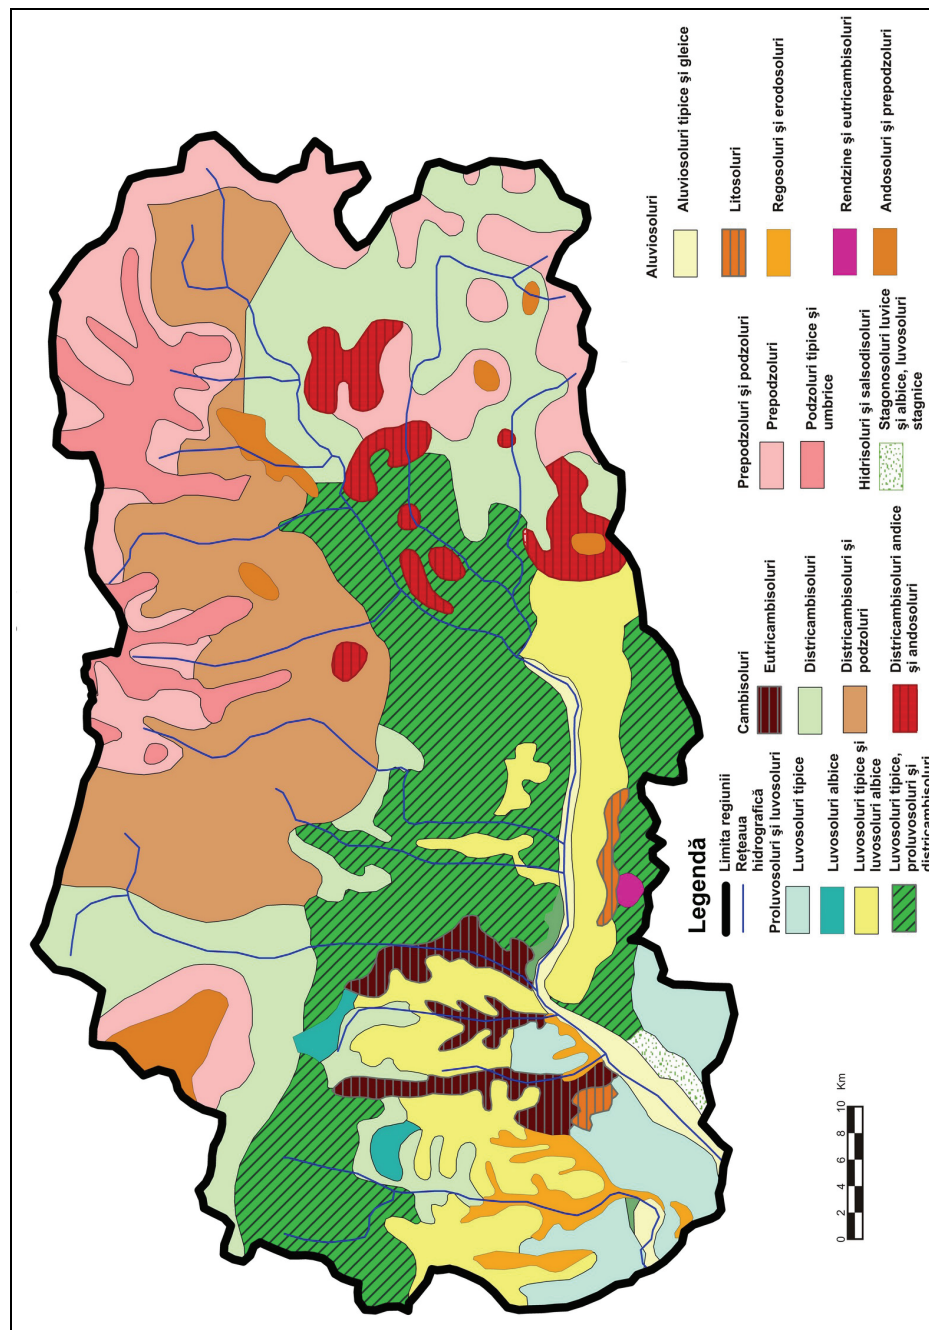 Legendă
Limita regiunii
Rețeaua
hidrografică
Proluvosoluri și luvosoluri
Luvosoluri tipice
Luvosoluri albice
Luvosoluri tipice și
luvosoluri albice
Luvosoluri tipice,
proluvosoluri și
districambisoluri
Cambisoluri
Eutricambisoluri
Districambisoluri
Districambisoluri și
podzoluri
Districambisoluri andice
și andosoluri
Prepodzoluri și podzoluri
Prepodzoluri
Podzoluri tipice și
umbrice
Hidrisoluri și salsodisoluri
Stagonosoluri luvice
și albice, luvosoluri
stagnice
Aluviosoluri
Aluviosoluri tipice și gleice
Litosoluri
Regosoluri și erodosoluri
Rendzine și eutricambisoluri
Andosoluri și prepodzoluri
0 2 4 6 8 10 Km